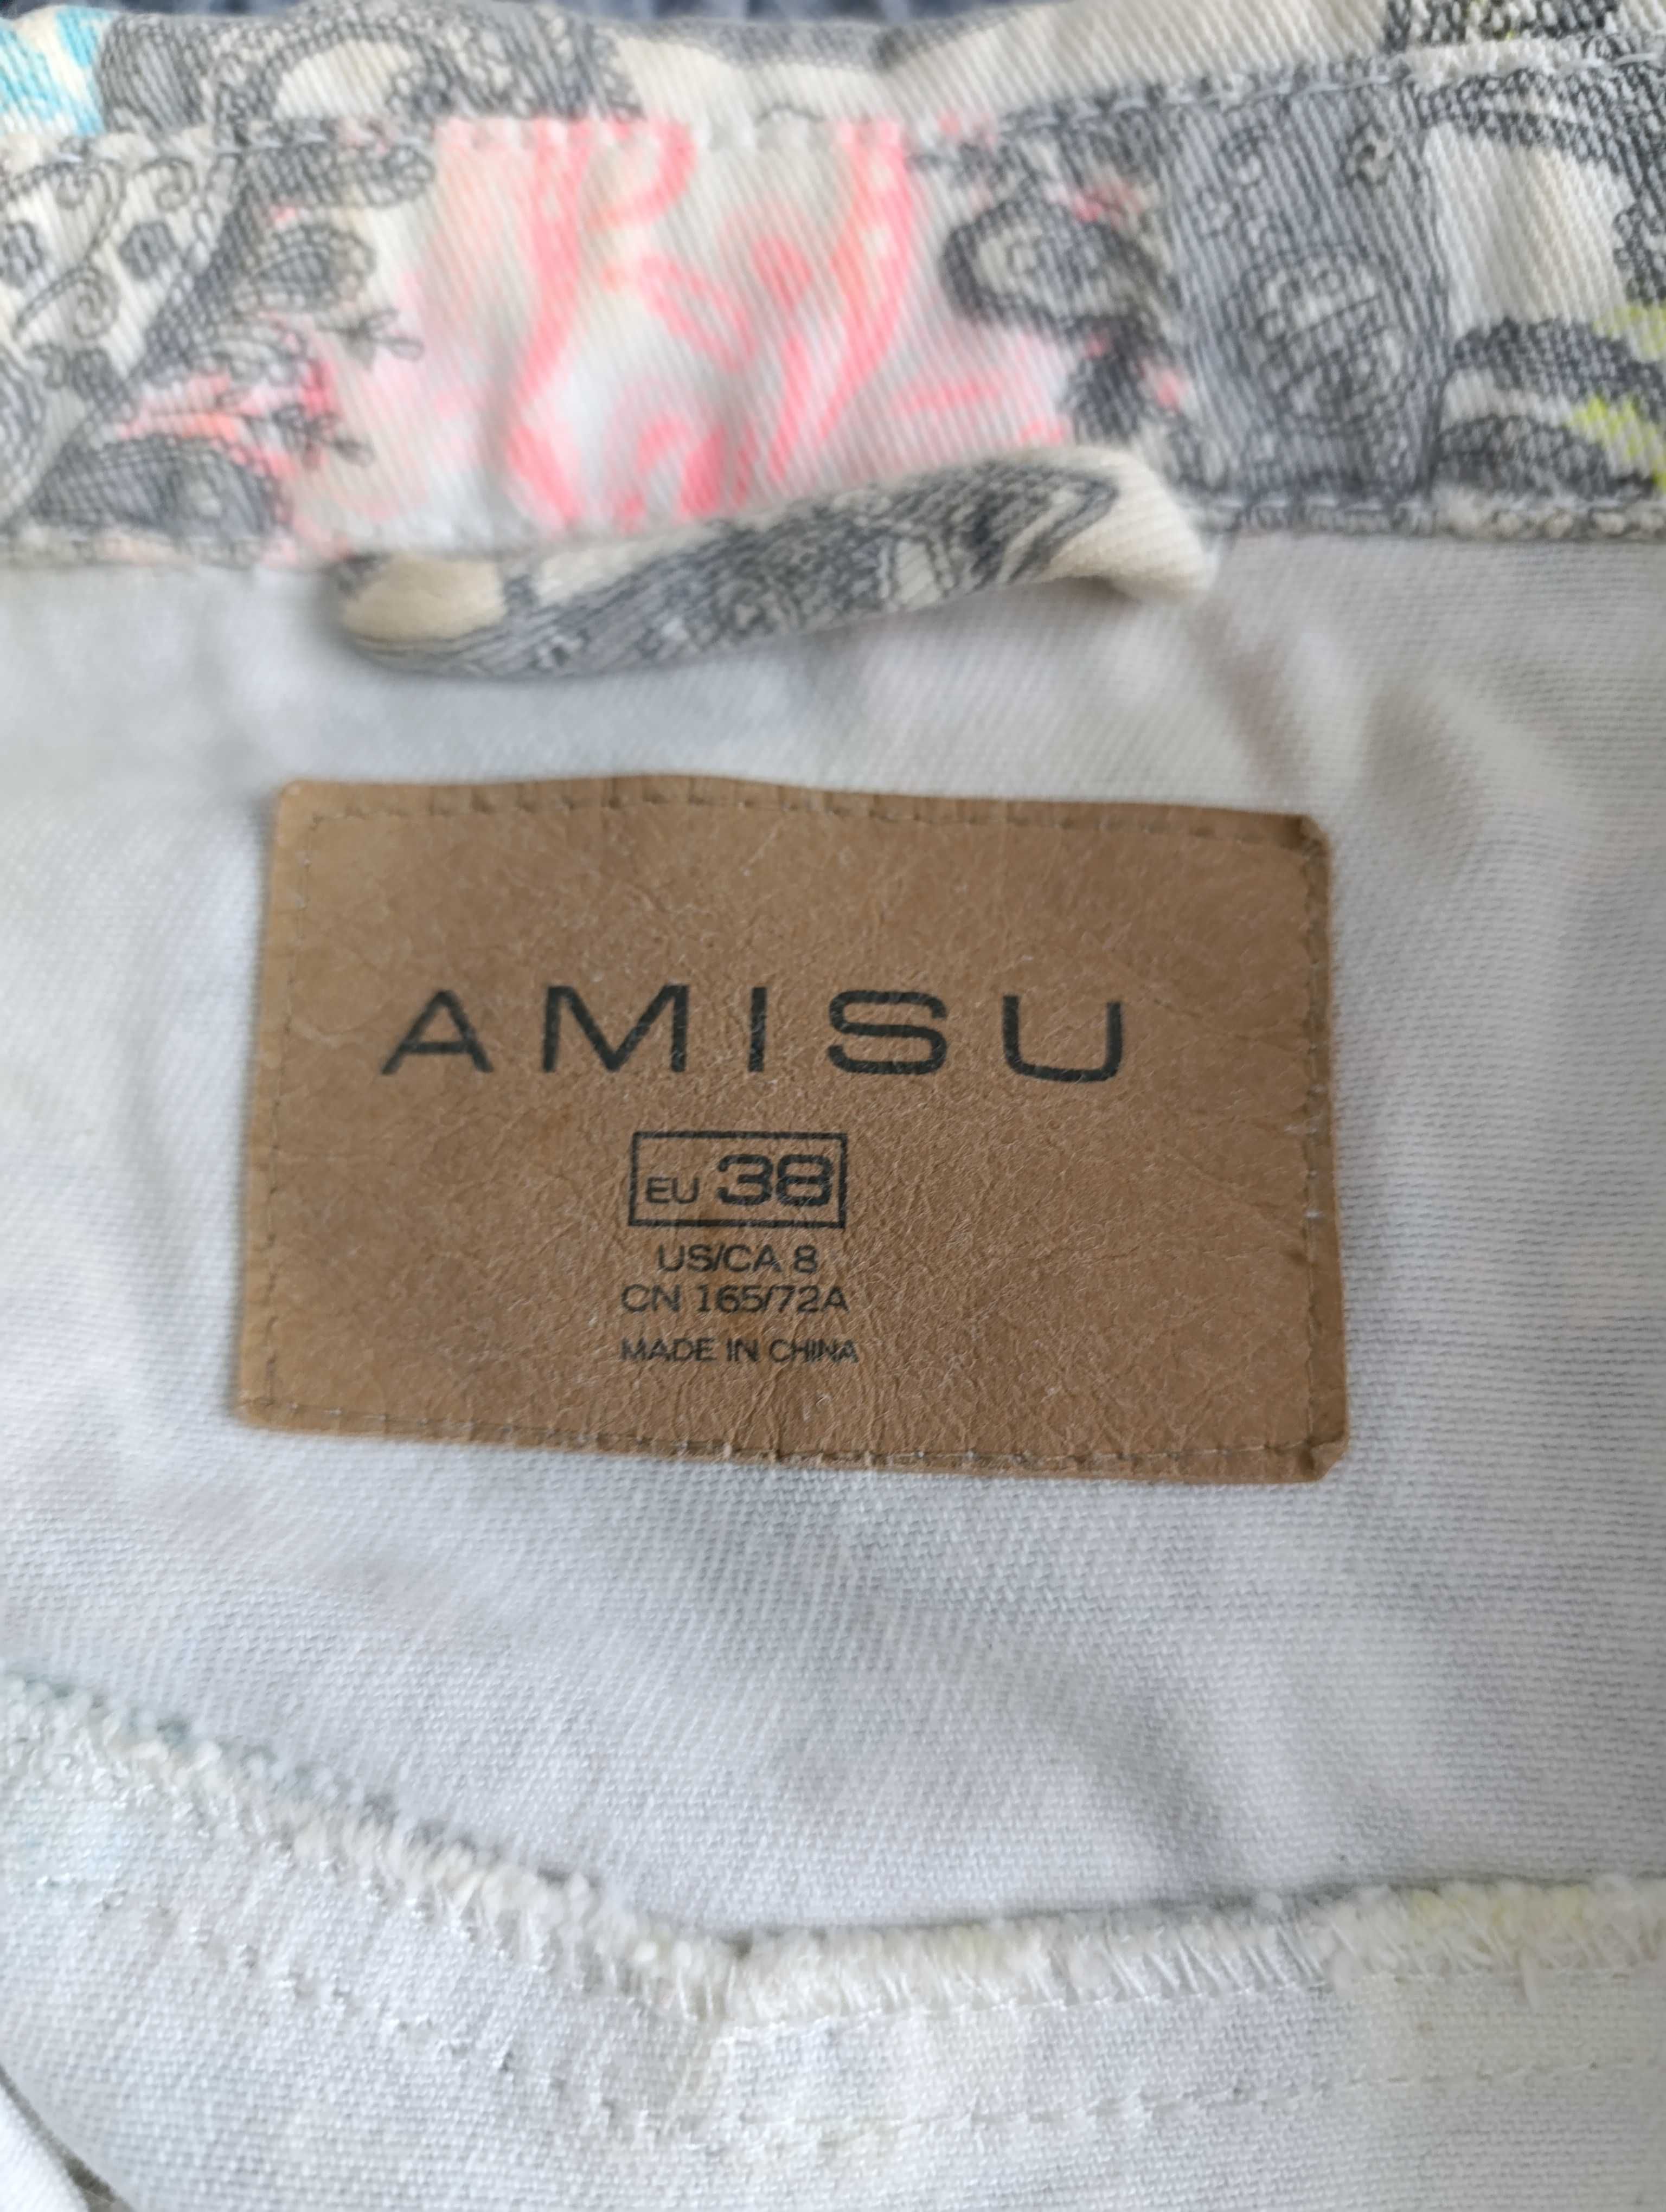 AMISU
EU 38
US/CA 8
CN 165/72A
MADE IN CHINA